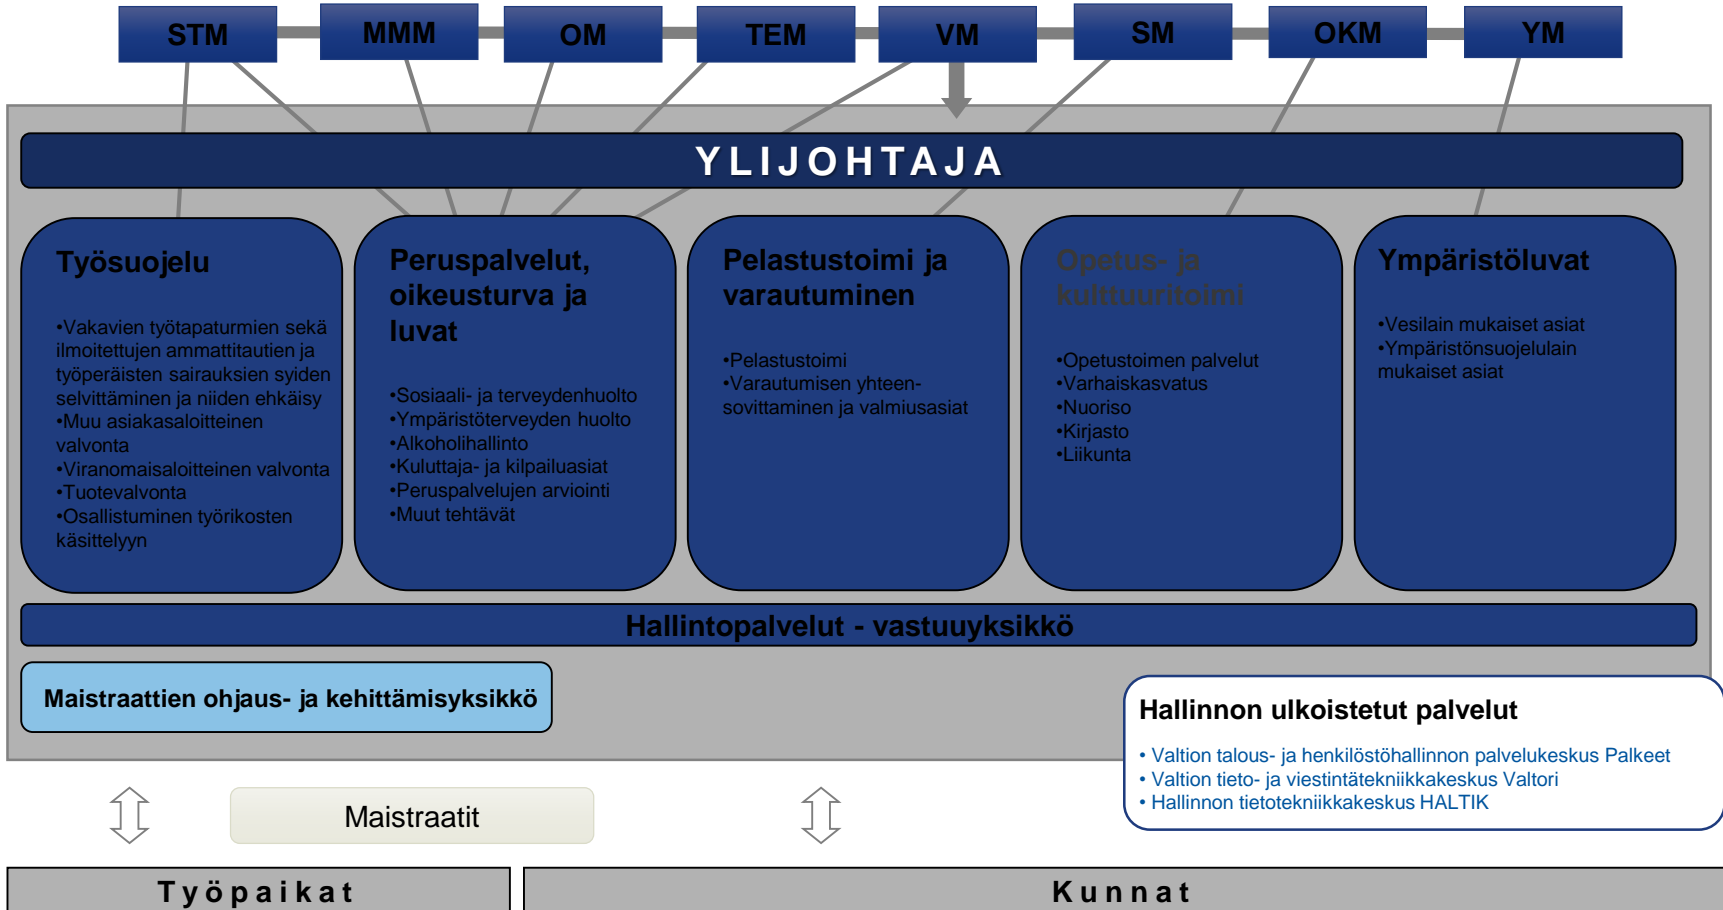 STM MMM OM TEM VM SM OKM YM
YLIJOHTAJA
Työsuojelu
•Vakavien työtapaturmien sekä
ilmoitettujen ammattitautien ja
työperäisten sairauksien syiden
selvittäminen ja niiden ehkäisy
•Muu asiakasaloitteinen
valvonta
•Viranomaisaloitteinen valvonta
•Tuotevalvonta
•Osallistuminen työrikosten
käsittelyyn
Peruspalvelut,
oikeusturva ja
luvat
•Sosiaali- ja terveydenhuolto
•Ympäristöterveyden huolto
•Alkoholihallinto
•Kuluttaja- ja kilpailuasiat
•Peruspalvelujen arviointi
•Muut tehtävät
Pelastustoimi ja
varautuminen
•Pelastustoimi
•Varautumisen yhteen-
sovittaminen ja valmiusasiat
Opetus- ja
kulttuuritoimi
•Opetustoimen palvelut
•Varhaiskasvatus
•Nuoriso
•Kirjasto
•Liikunta
Ympäristöluvat
•Vesilain mukaiset asiat
•Ympäristönsuojelulain
mukaiset asiat
Hallintopalvelut - vastuuyksikkö
Maistraattien ohjaus- ja kehittämisyksikkö
Hallinnon ulkoistetut palvelut
• Valtion talous- ja henkilöstöhallinnon palvelukeskus Palkeet
• Valtion tieto- ja viestintätekniikkakeskus Valtori
• Hallinnon tietotekniikkakeskus HALTIK
Maistraatit
Työpaikat
Kunnat